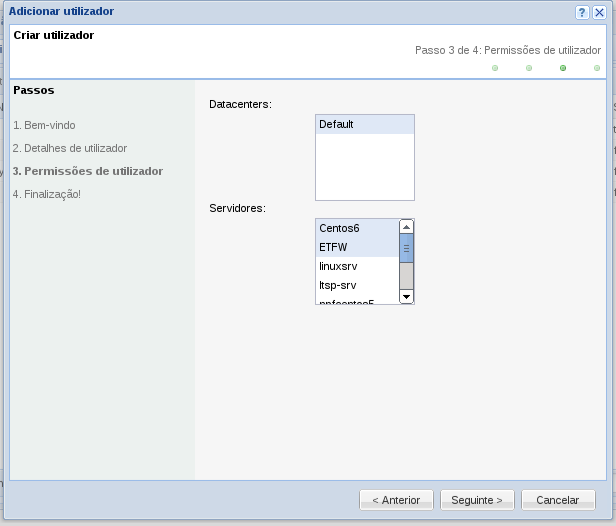 Adicionar utilizador
Criar utilizador
Passo 3 de 4: Permissões de utilizador
Passos
1. Bem-vindo
2. Detalhes de utilizador
3. Permissões de utilizador
4. Finalização!
Datacenters:
Default
Servidores:
Centos6
ETFW
linuxsrv
ltsp-srv
< Anterior
Seguinte >
Cancelar